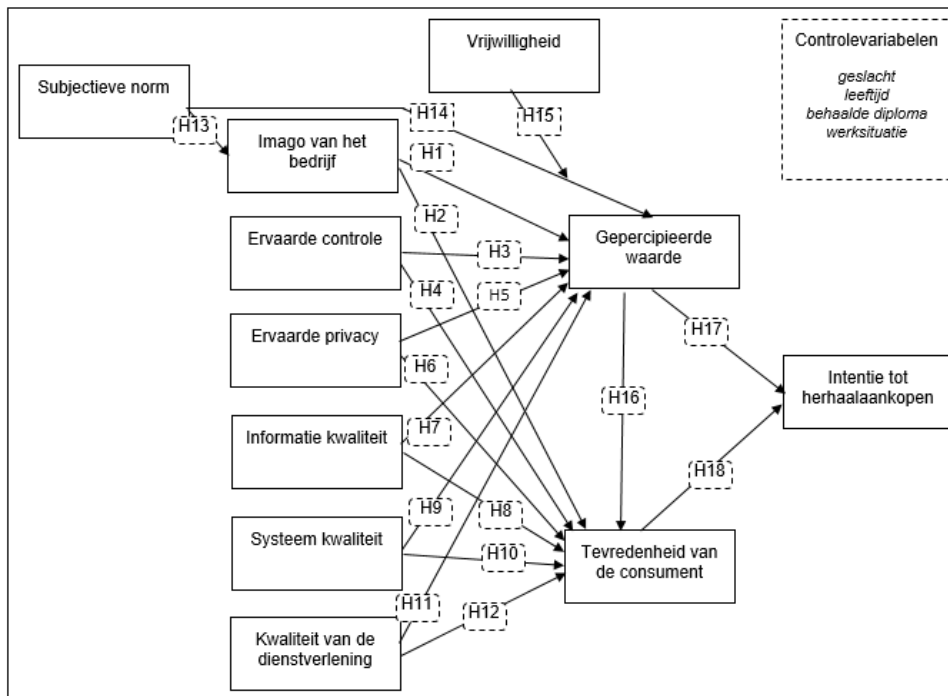 Vrijwilligheid
Controlevariabelen
geslacht
leeftijd
behaalde diploma
werksituatie
Subjectieve norm
H13
H14
H15
Imago van het
bedrijf
H1
H2
Ervaarde controle
H3
H4
Gepercipieerde
waarde
Ervaarde privacy
H5
H6
H17
Intentie tot
herhaalaankopen
H16
Informatie kwaliteit
H7
H8
H18
Systeem kwaliteit
H9
H10
Tevredenheid van
de consument
Kwaliteit van de
dienstverlening
H11
H12